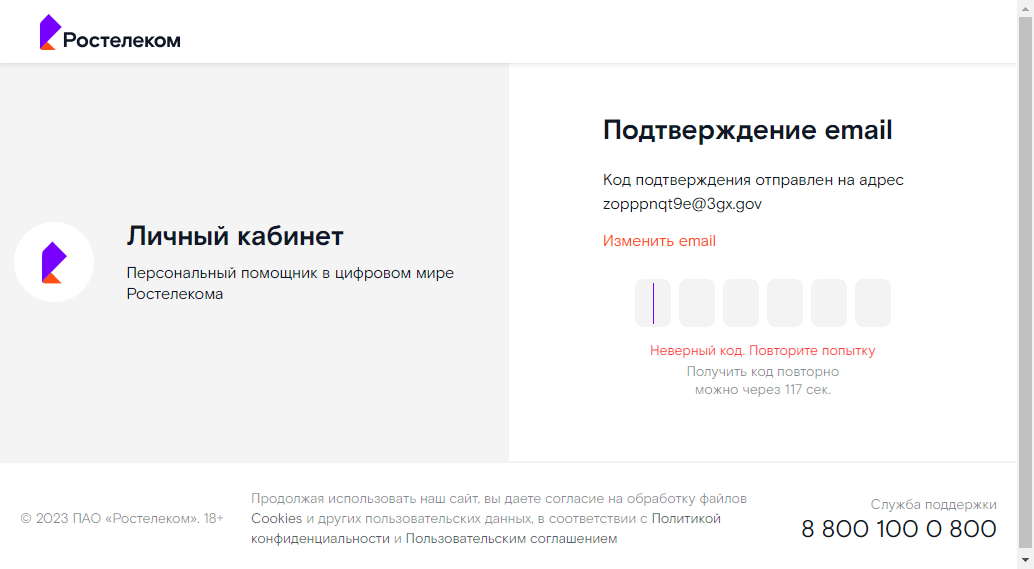 Ростелеком
Личный кабинет
Персональный помощник в цифровом мире
Ростелекома
Подтверждение email
Код подтверждения отправлен на адрес
zopppnqt9e@3gx.gov
Изменить email
Неверный код. Повторите попытку
Получить код повторно
можно через 117 сек.
© 2023 ПАО «Ростелеком». 18+
Продолжая использовать наш сайт, вы даете согласие на обработку файлов
Cookies и других пользовательских данных, в соответствии с Политикой
конфиденциальности и Пользовательским соглашением
Служба поддержки
8 800 100 0 800